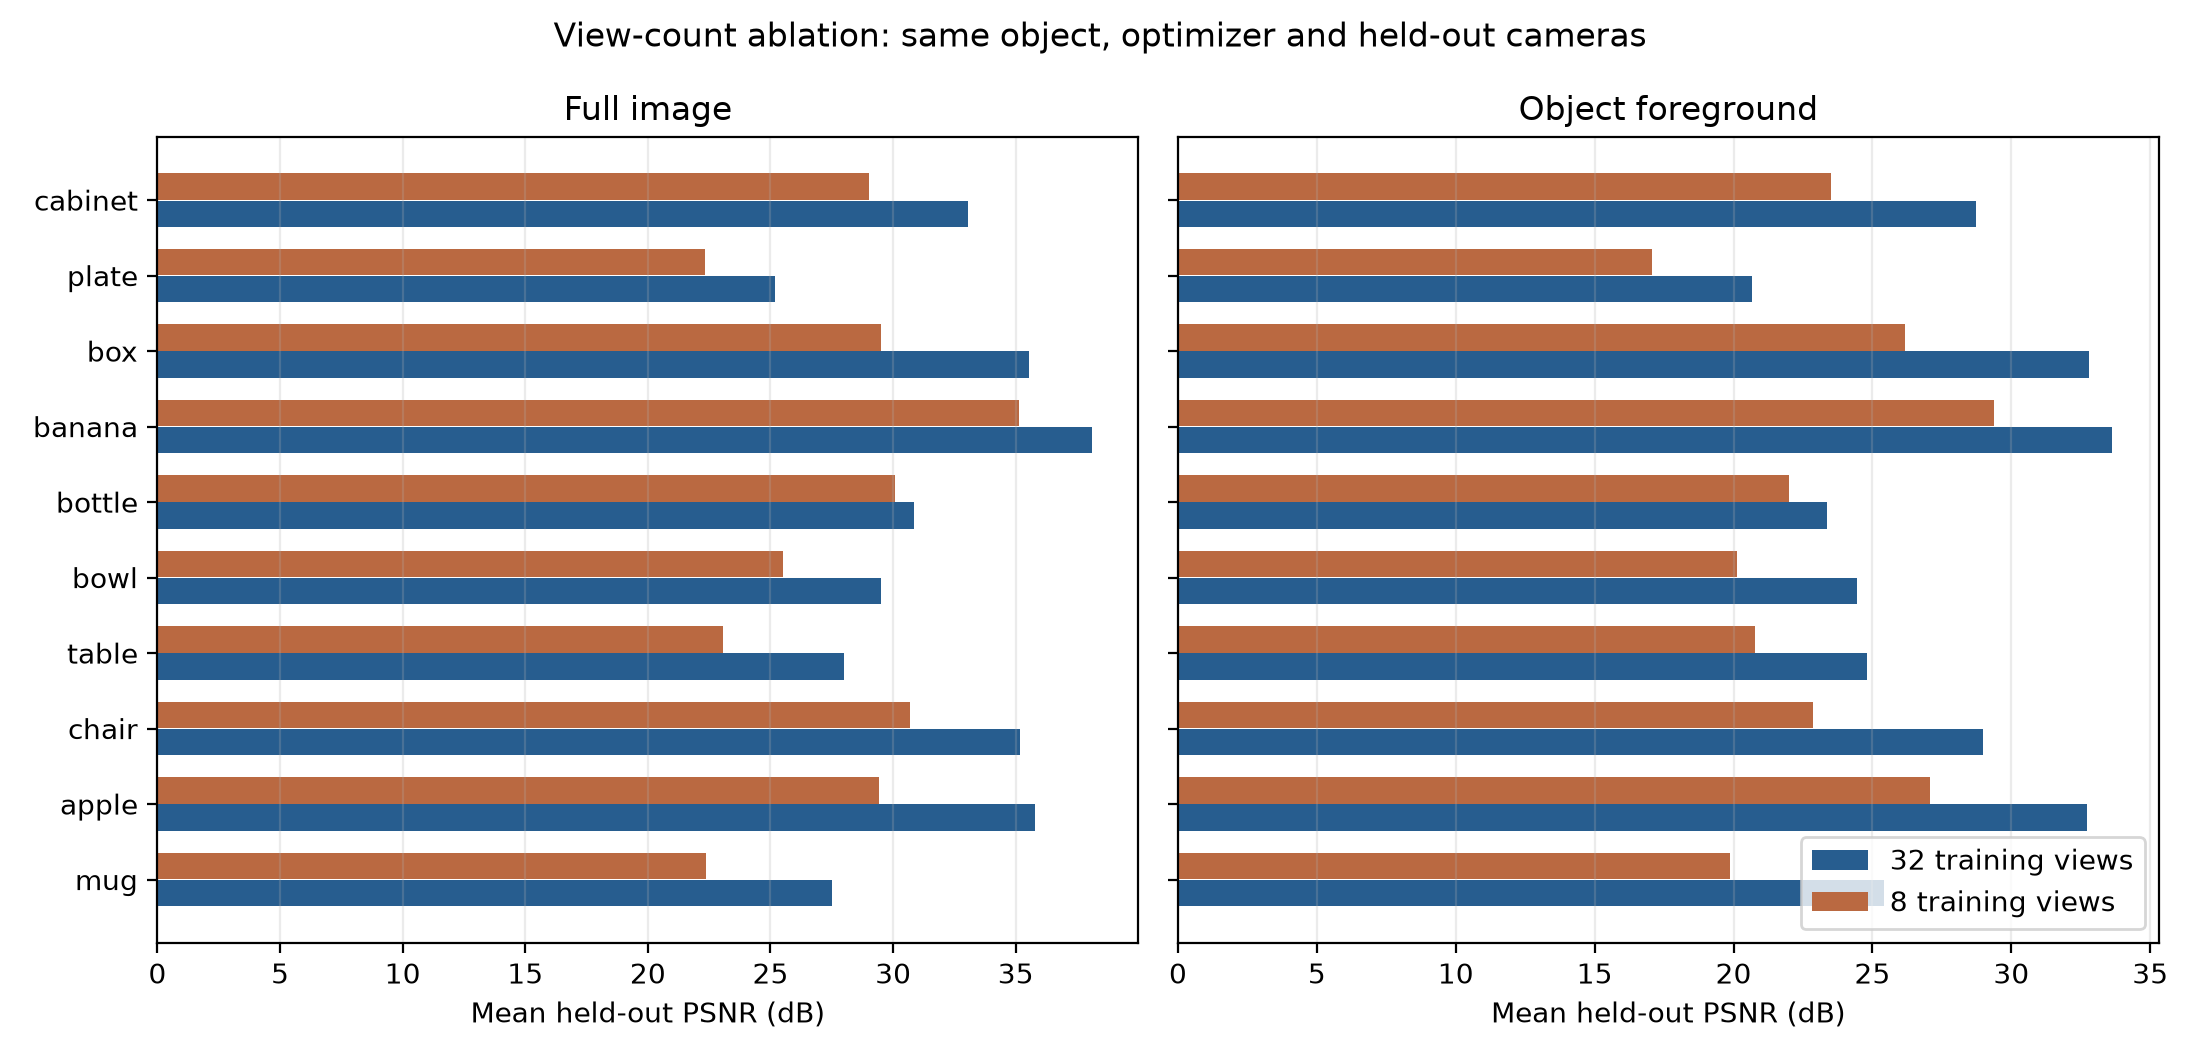 View-count ablation: same object, optimizer and held-out cameras
Full image
Object foreground
cabinet
plate
box
banana
bottle
bowl
table
chair
apple
mug
32 training views
8 training views
0 5 10 15 20 25 30 35
0 5 10 15 20 25 30 35
Mean held-out PSNR (dB)
Mean held-out PSNR (dB)